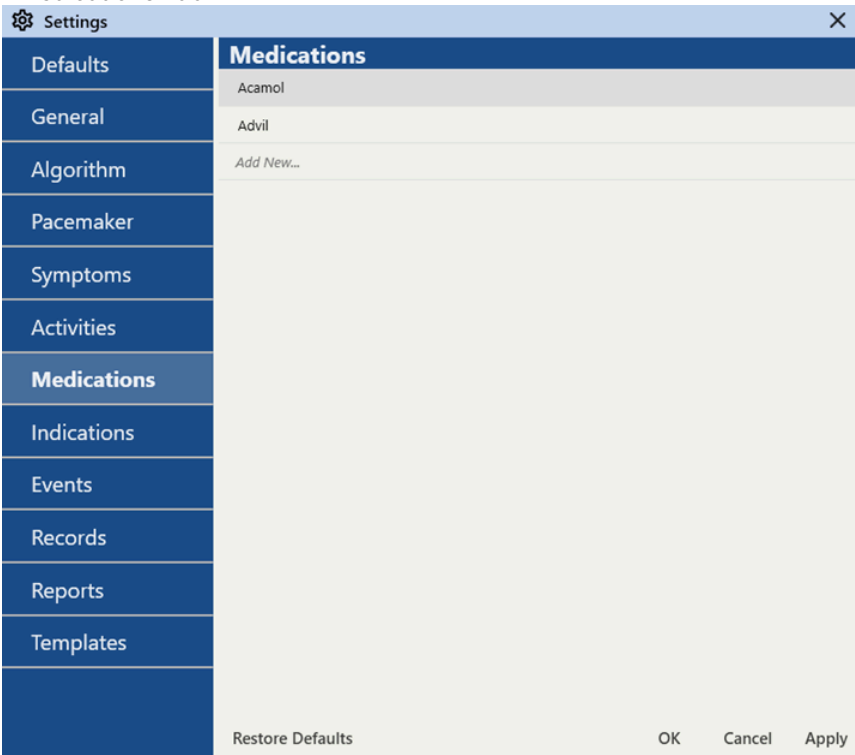 Settings
Defaults
General
Algorithm
Pacemaker
Symptoms
Activities
Medications
Indications
Events
Records
Reports
Templates
Medications
Acamol
Advil
Add New...
Restore Defaults
OK
Cancel
Apply